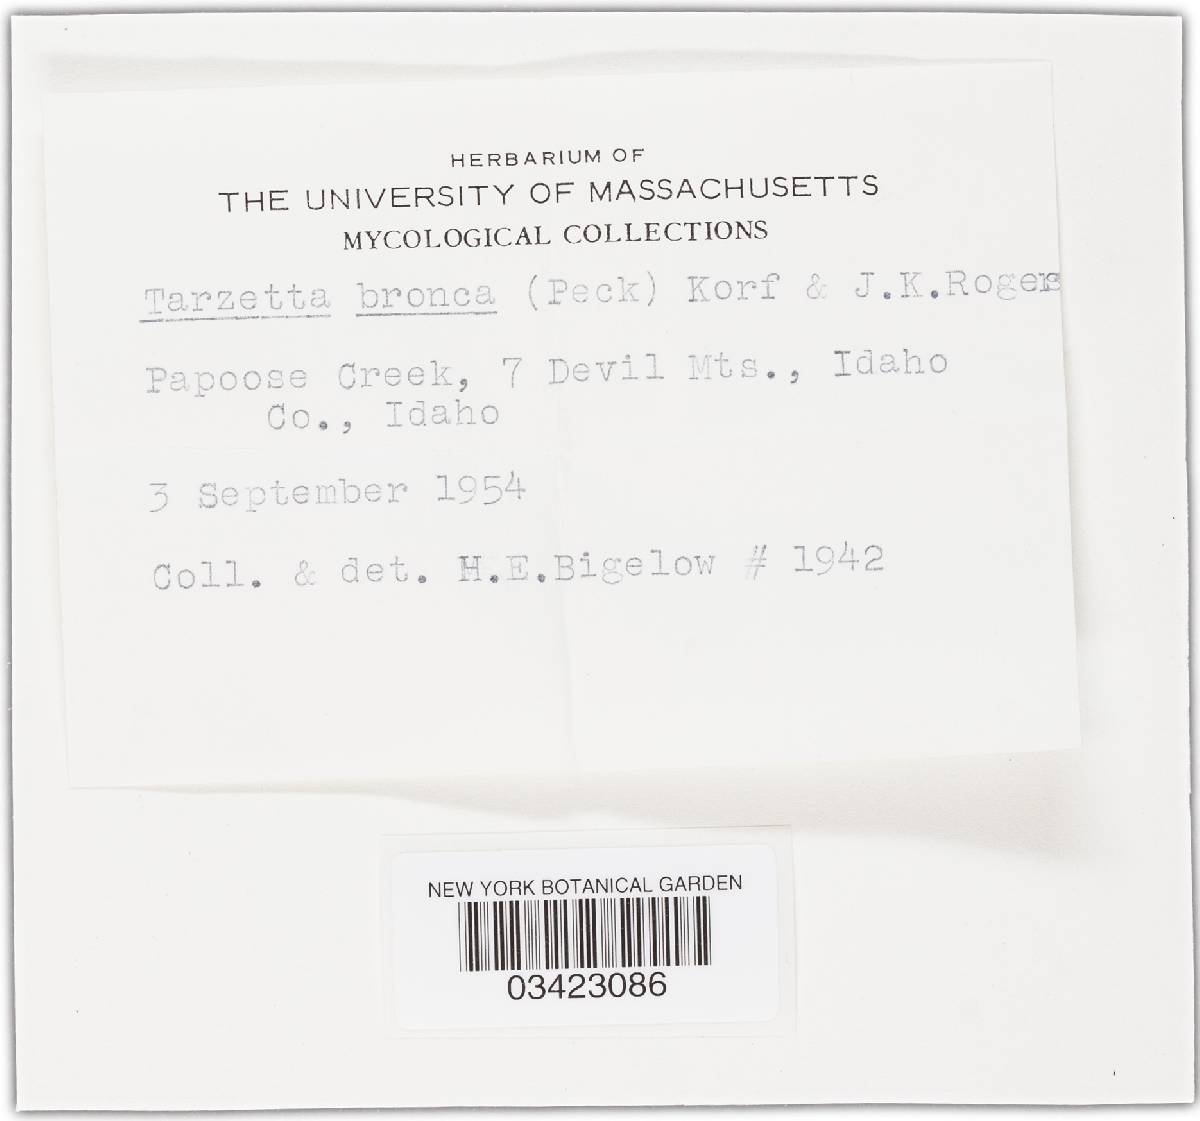 HERBARIUM OF
THE UNIVERSITY OF MASSACHUSETTS
MYCOLOGICAL COLLECTIONS
Tarzetta bronca (Peck) Korf & J.K.Rogers
Papoose Creek, 7 Devil Mts., Idaho
Co., Idaho
3 September 1954
Coll. & det. H.E.Bigelow # 1942
NEW YORK BOTANICAL GARDEN
03423086